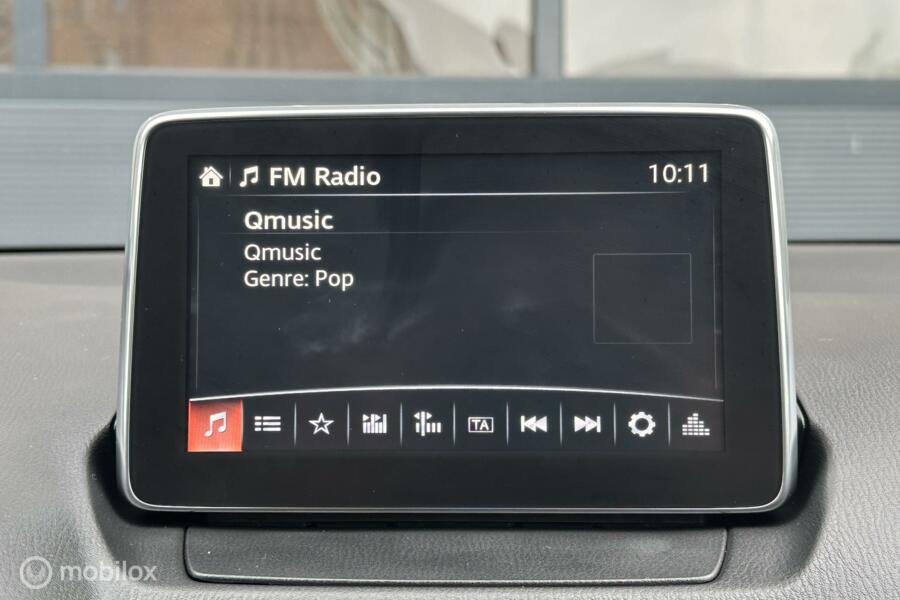 FM Radio 10:11
Qmusic
Qmusic
Genre: Pop
TA
mobilox